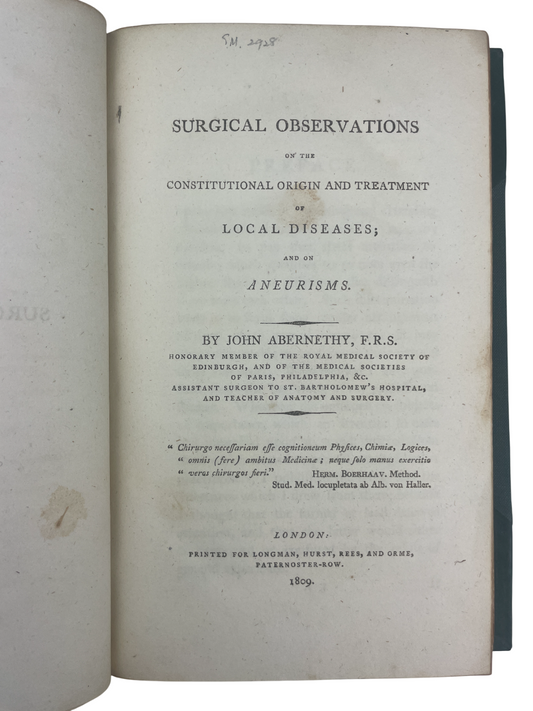 SM. 2928
SURGICAL OBSERVATIONS
ON THE
CONSTITUTIONAL ORIGIN AND TREATMENT
OF
LOCAL DISEASES;
AND ON
ANEURISMS.
BY JOHN ABERNETHY, F.R.S.
HONORARY MEMBER OF THE ROYAL MEDICAL SOCIETY OF
EDINBURGH, AND OF THE MEDICAL SOCIETIES
OF PARIS, PHILADELPHIA, &c.
ASSISTANT SURGEON TO ST. BARTHOLOMEW'S HOSPITAL,
AND TEACHER OF ANATOMY AND SURGERY.
“ Chirurgo neceſſariam eſſe cognitioneum Phyſices, Chimiæ, Logices,
“ omnis (fere) ambitus Medicinæ; neque ſolo manus exercitio
“ veros chirurgos fieri.” HERM. BOERHAAV. Method.
Stud. Med. locupletata ab Alb. von Haller.
LONDON:
PRINTED FOR LONGMAN, HURST, REES, AND ORME,
PATERNOSTER-ROW.
1809.